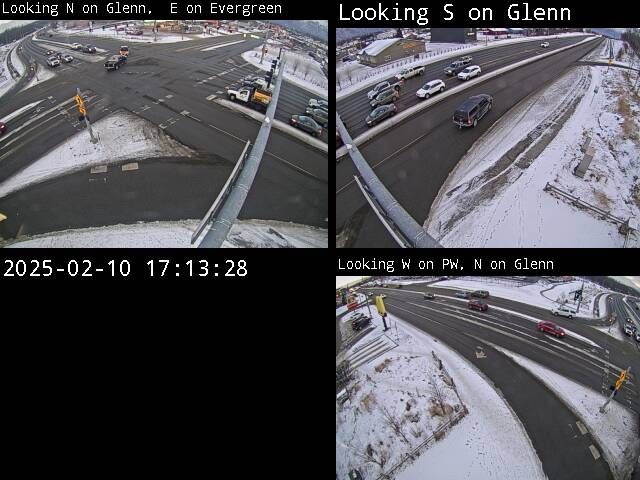 Looking N on Glenn,  E on Evergreen
Looking S on Glenn
2025-02-10 17:13:28
Looking W on PW, N on Glenn